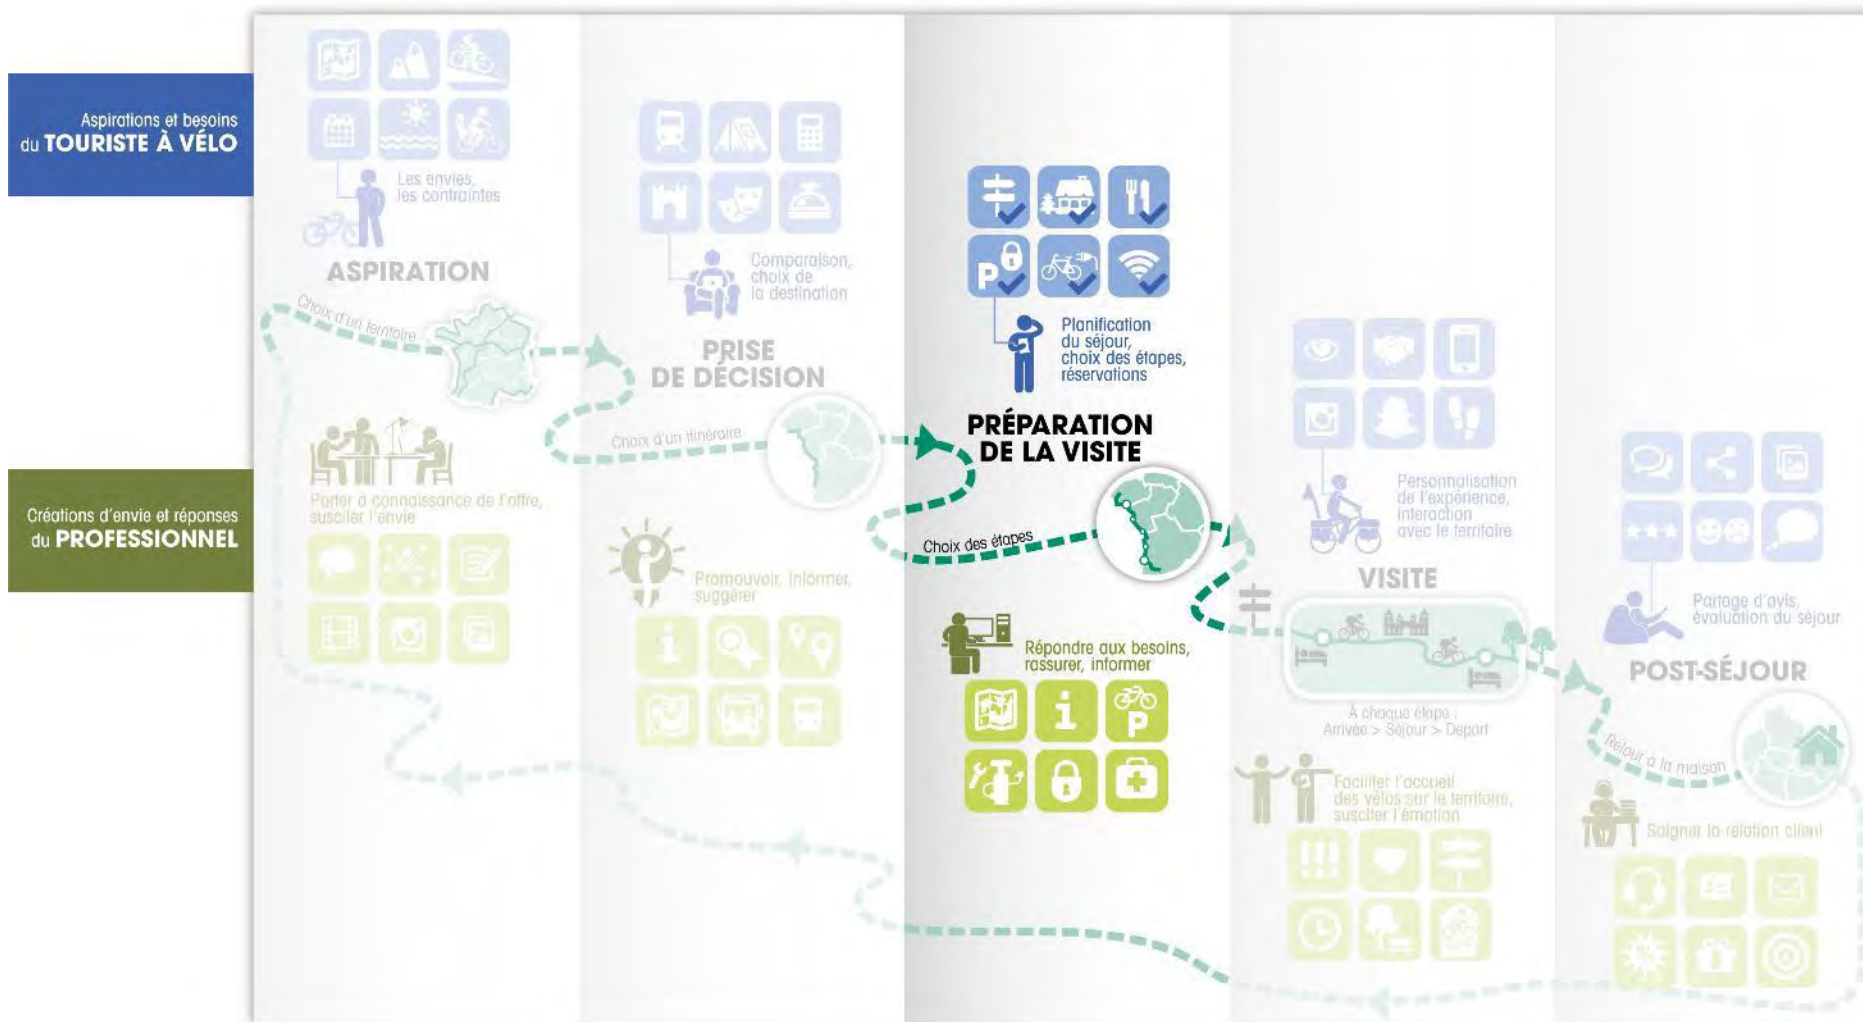 Aspirations et besoins
du TOURISTE À VÉLO
Créations d'envie et réponses
du PROFESSIONNEL
Les envies,
les contraintes
ASPIRATION
Choix d'un territoire
Porter à connaissance de l'offre,
susciter l'envie
Comparaison,
choix de
la destination
PRISE
DE DÉCISION
Choix d'un itinéraire
Promouvoir, informer,
suggérer
i
P
Planification
du séjour,
choix des étapes,
réservations
PRÉPARATION
DE LA VISITE
Choix des étapes
Répondre aux besoins,
rassurer, informer
i
P
Personnalisation
de l'expérience,
interaction
avec le territoire
VISITE
À chaque étape :
Arrivée > Séjour > Départ
Faciliter l'accueil
des vélos sur le territoire,
susciter l'émotion
!!!
Partage d'avis,
évaluation du séjour
POST-SÉJOUR
Retour à la maison
Soigner la relation client